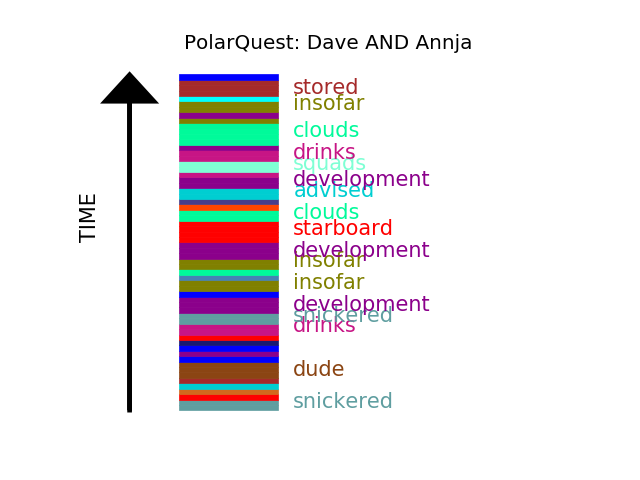 PolarQuest: Dave AND Annja
TIME
stored
insofar
clouds
drinks
squads
development
advised
clouds
starboard
development
insofar
insofar
development
snickered
drinks
dude
snickered